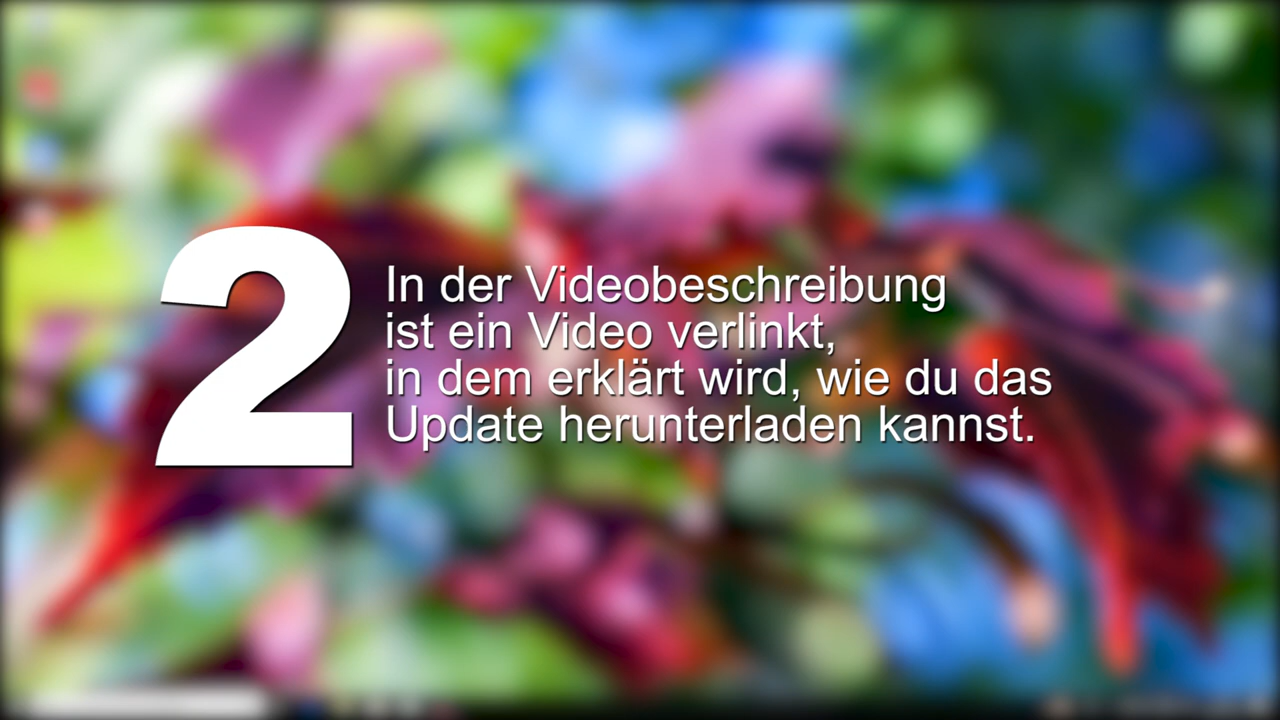 2
In der Videobeschreibung
ist ein Video verlinkt,
in dem erklärt wird, wie du das
Update herunterladen kannst.